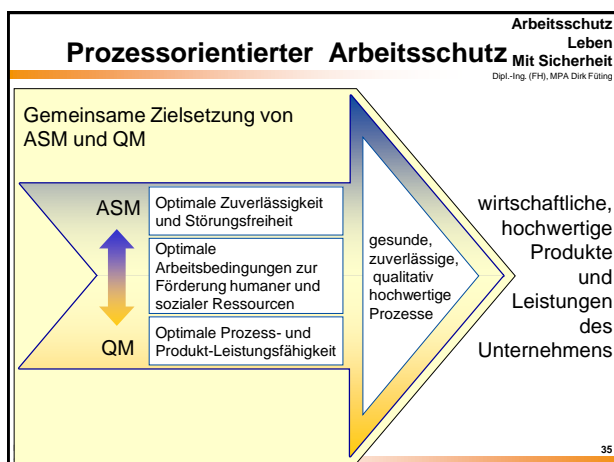 Prozessorientierter Arbeitsschutz
Arbeitsschutz
Leben
Mit Sicherheit
Dipl.-Ing. (FH), MPA Dirk Füting
Gemeinsame Zielsetzung von
ASM und QM
ASM
Optimale Zuverlässigkeit
und Störungsfreiheit
Optimale
Arbeitsbedingungen zur
Förderung humaner und
sozialer Ressourcen
QM
Optimale Prozess- und
Produkt-Leistungsfähigkeit
gesunde,
zuverlässige,
qualitativ
hochwertige
Prozesse
wirtschaftliche,
hochwertige
Produkte
und
Leistungen
des
Unternehmens
35